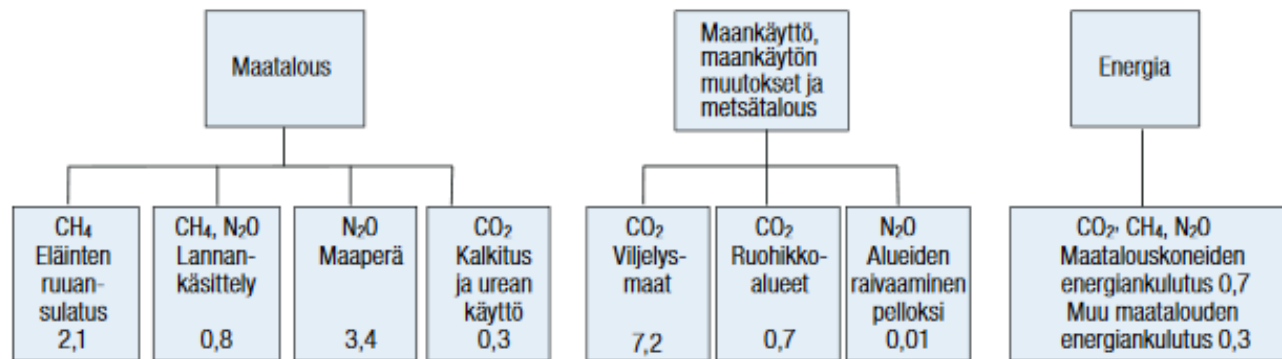 Maatalous
Maankäyttö,
maankäytön
muutokset ja
metsätalous
Energia
CH₄
Eläinten
ruuan-
sulatus
2,1
CH₄, N₂O
Lannan-
käsittely
0,8
N₂O
Maaperä
3,4
CO₂
Kalkitus
ja urean
käyttö
0,3
CO₂
Viljelys-
maat
7,2
CO₂
Ruohikko-
alueet
0,7
N₂O
Alueiden
raivaaminen
pelloksi
0,01
CO₂, CH₄, N₂O
Maatalouskoneiden
energiankulutus 0,7
Muu maatalouden
energiankulutus 0,3